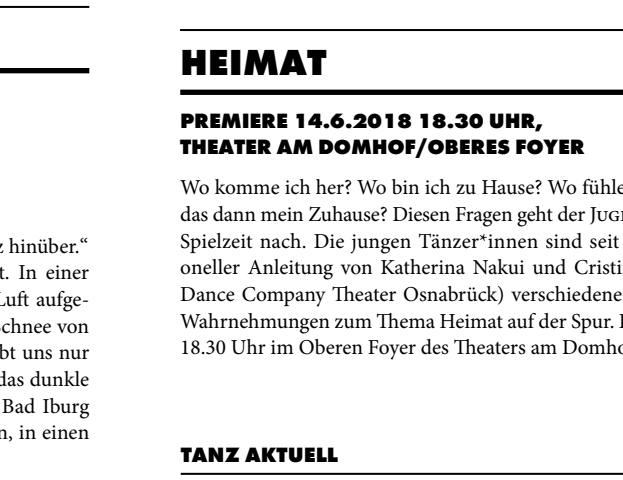 z hinüber.“
t. In einer
Luft aufge-
chnee von
bt uns nur
das dunkle
Bad Iburg
n, in einen
HEIMAT
PREMIERE 14.6.2018 18.30 UHR,
THEATER AM DOMHOF/OBERES FOYER
Wo komme ich her? Wo bin ich zu Hause? Wo fühle
das dann mein Zuhause? Diesen Fragen geht der
Spielzeit nach. Die jungen Tänzer*innen sind seit
oneller Anleitung von Katherina Nakui und Cristi
Dance Company Theater Osnabrück) verschiedene
Wahrnehmungen zum Thema Heimat auf der Spur.
18.30 Uhr im Oberen Foyer des Theaters am Domho
TANZ AKTUELL